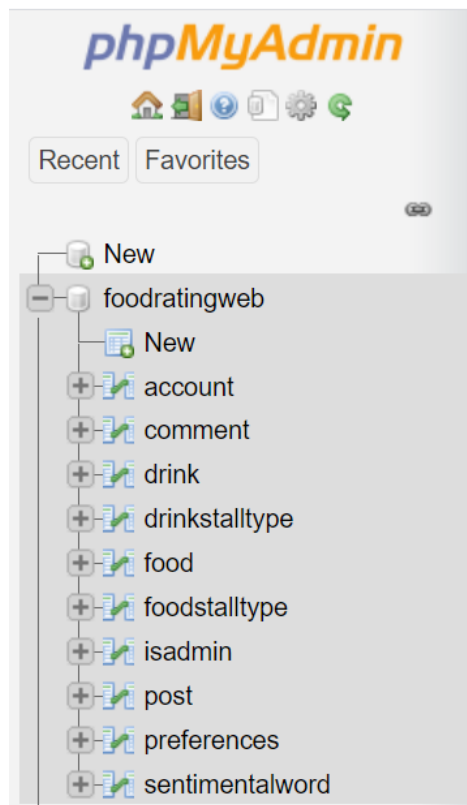 phpMyAdmin
Recent Favorites
New
foodratingweb
New
account
comment
drink
drinkstalltype
food
foodstalltype
isadmin
post
preferences
sentimentalword